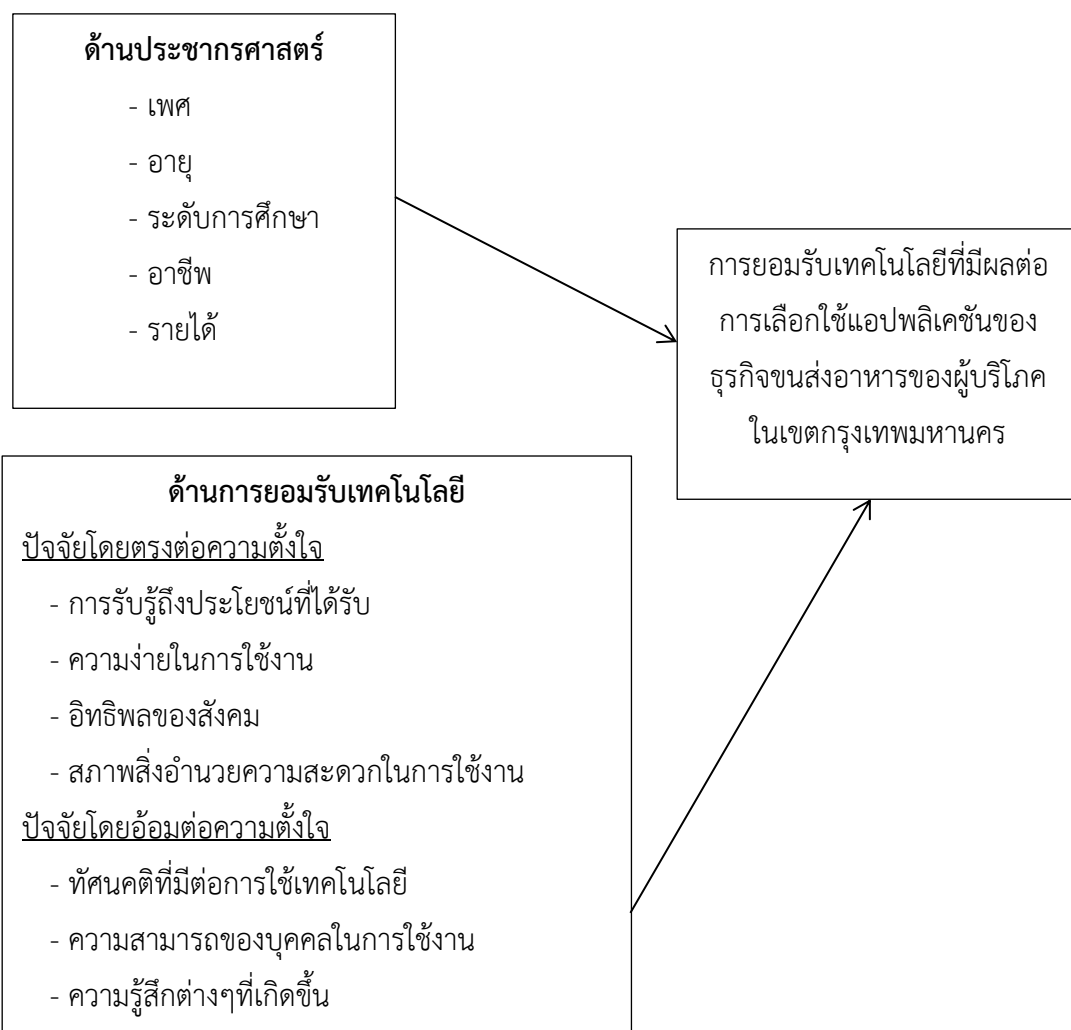 ด้านประชากรศาสตร์
- เพศ
- อายุ
- ระดับการศึกษา
- อาชีพ
- รายได้
การยอมรับเทคโนโลยีที่มีผลต่อ
การเลือกใช้แอปพลิเคชันของ
ธุรกิจขนส่งอาหารของผู้บริโภค
ในเขตกรุงเทพมหานคร
ด้านการยอมรับเทคโนโลยี
ปัจจัยโดยตรงต่อความตั้งใจ
- การรับรู้ถึงประโยชน์ที่ได้รับ
- ความง่ายในการใช้งาน
- อิทธิพลของสังคม
- สภาพสิ่งอำนวยความสะดวกในการใช้งาน
ปัจจัยโดยอ้อมต่อความตั้งใจ
- ทัศนคติที่มีต่อการใช้เทคโนโลยี
- ความสามารถของบุคคลในการใช้งาน
- ความรู้สึกต่างๆที่เกิดขึ้น